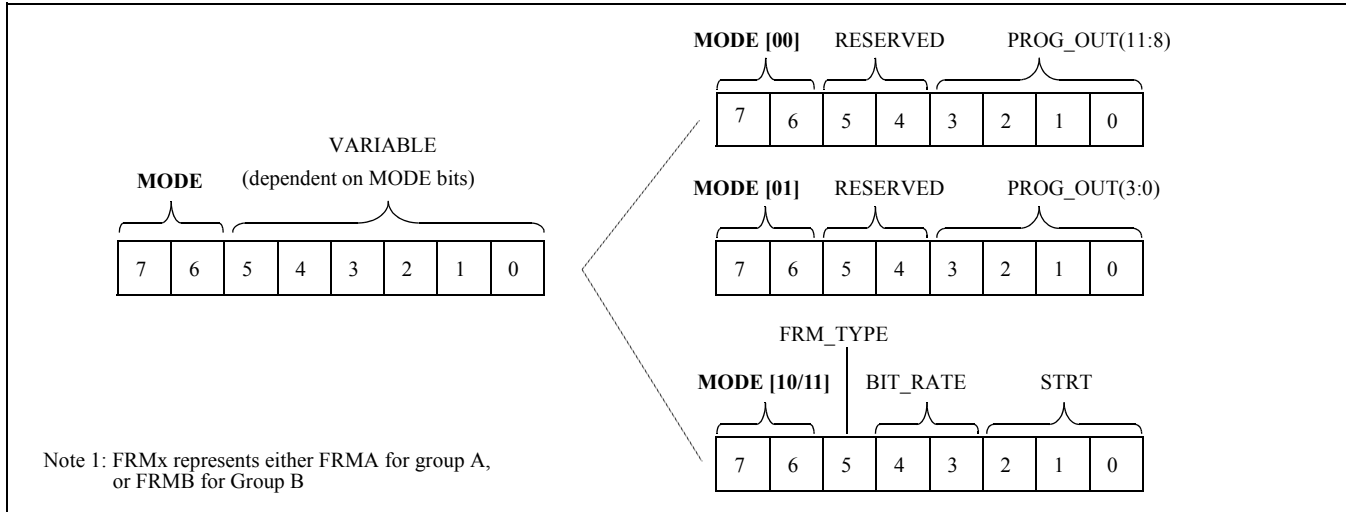 MODE [00] RESERVED PROG_OUT(11:8)
7 6 5 4 3 2 1 0
VARIABLE
MODE (dependent on MODE bits)
7 6 5 4 3 2 1 0
MODE [01] RESERVED PROG_OUT(3:0)
7 6 5 4 3 2 1 0
FRM_TYPE
MODE [10/11] BIT_RATE STRT
7 6 5 4 3 2 1 0
Note 1: FRMx represents either FRMA for group A,
or FRMB for Group B